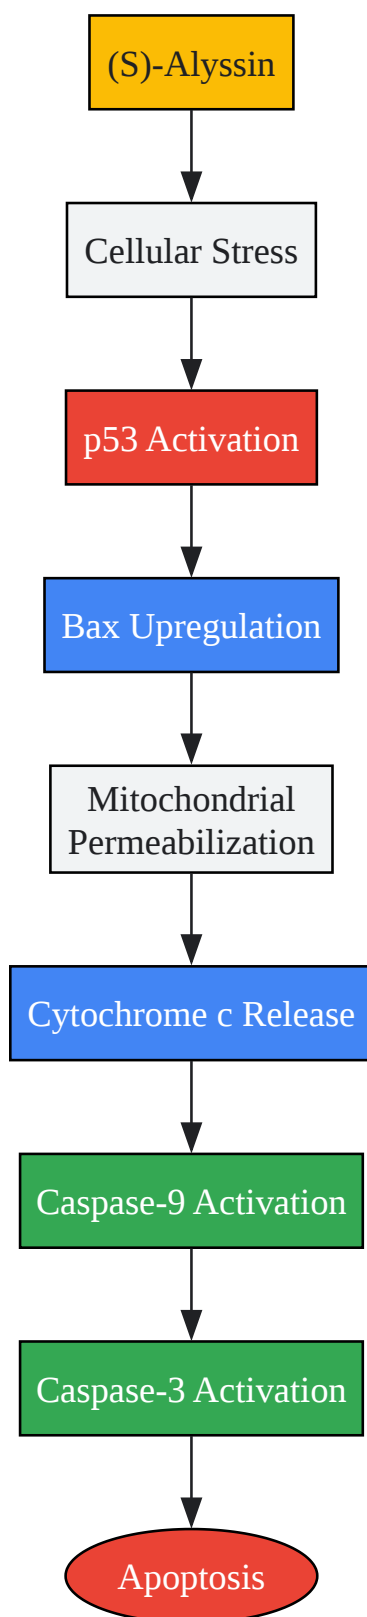 (S)-Alyssin
Cellular Stress
p53 Activation
Bax Upregulation
Mitochondrial
Permeabilization
Cytochrome c Release
Caspase-9 Activation
Caspase-3 Activation
Apoptosis